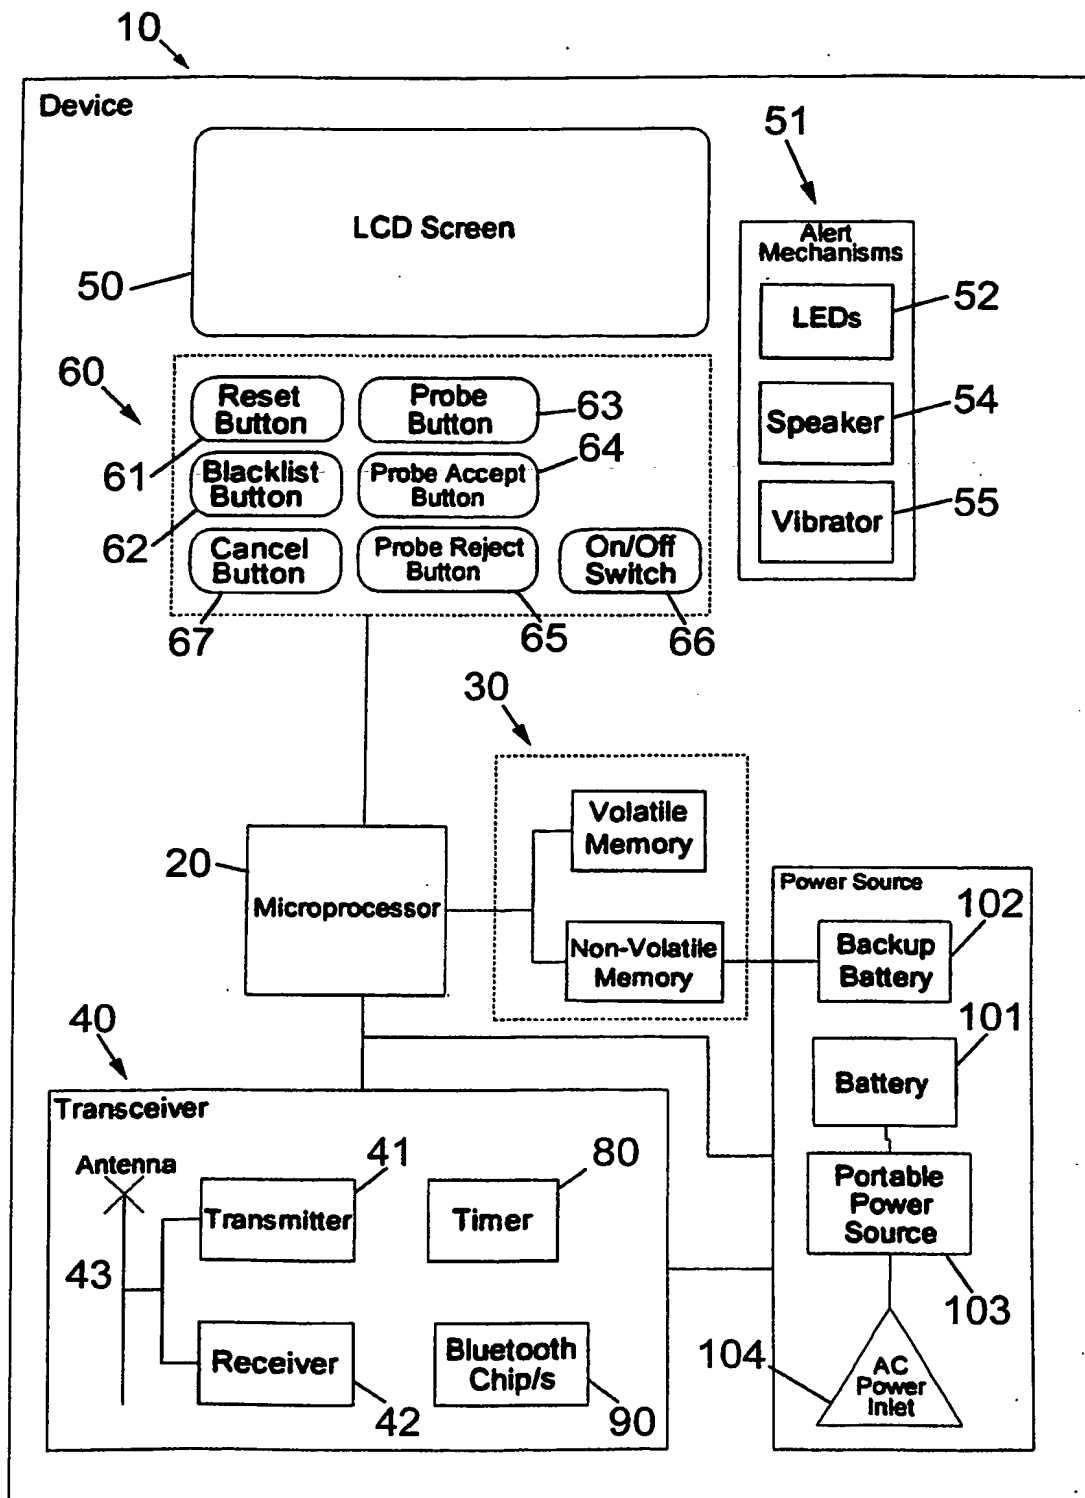 10
Device
51
LCD Screen
50
Alert
Mechanisms
LEDs
52
60
Reset
Button
61
Probe
Button
63
Speaker
54
Blacklist
Button
62
Probe Accept
Button
64
Vibrator
55
Cancel
Button
67
Probe Reject
Button
65
On/Off
Switch
66
30
Volatile
Memory
20
Microprocessor
Non-Volatile
Memory
Power Source
102
Backup
Battery
101
Battery
40
Transceiver
Antenna
41
Transmitter
80
Timer
Portable
Power
Source
43
103
Receiver
42
Bluetooth
Chip/s
90
104
AC
Power
Inlet